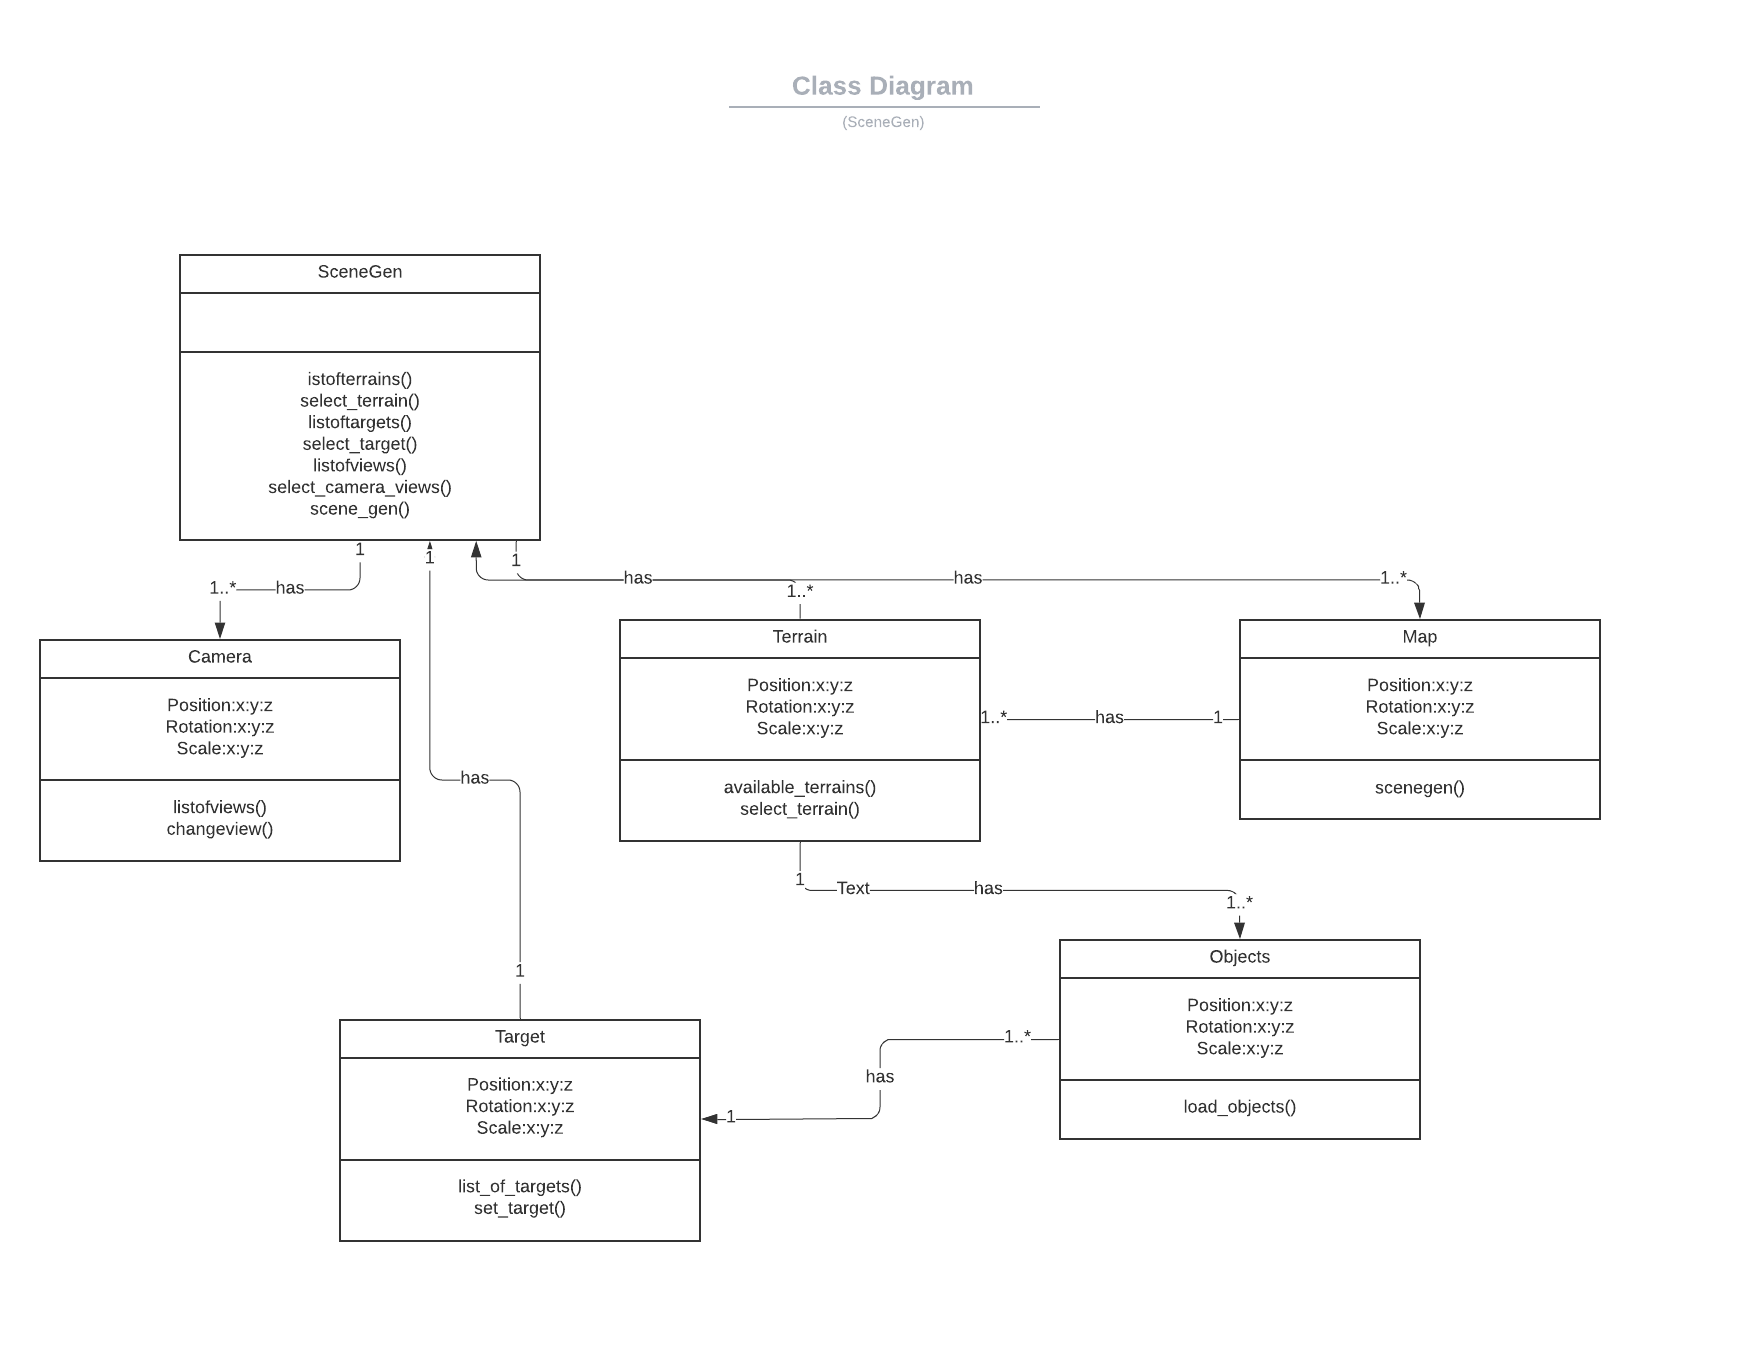 Class Diagram
(SceneGen)
SceneGen
istofterrains()
select_terrain()
listoftargets()
select_target()
listofviews()
select_camera_views()
scene_gen()
1
1
1
has
has
1..*
1..*
has
1..*
Camera
Position:x:y:z
Rotation:x:y:z
Scale:x:y:z
listofviews()
changeview()
has
1
Terrain
Position:x:y:z
Rotation:x:y:z
Scale:x:y:z
available_terrains()
select_terrain()
1..*
has
1
Map
Position:x:y:z
Rotation:x:y:z
Scale:x:y:z
scenegen()
1
Text
has
1..*
Objects
Position:x:y:z
Rotation:x:y:z
Scale:x:y:z
load_objects()
1..*
has
1
Target
Position:x:y:z
Rotation:x:y:z
Scale:x:y:z
list_of_targets()
set_target()